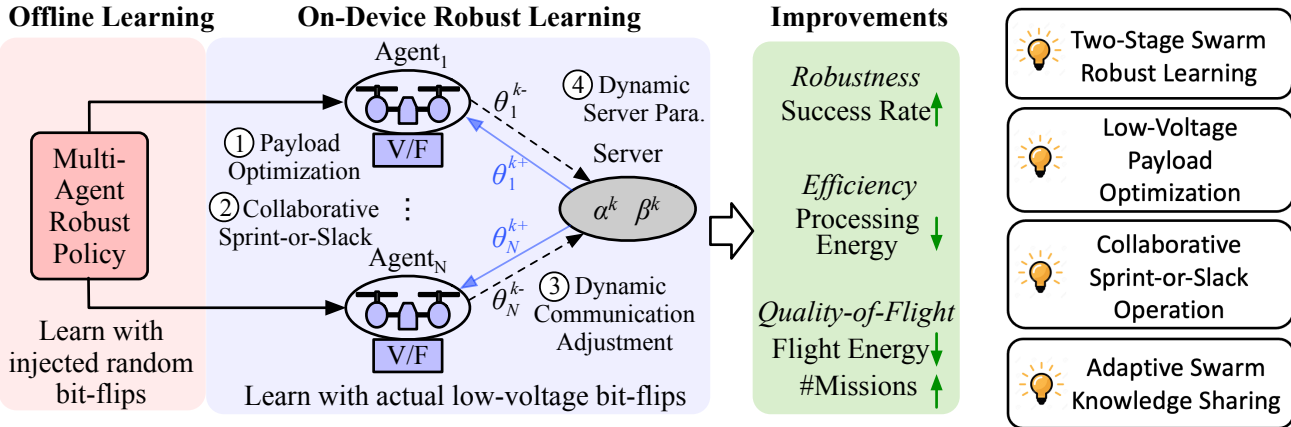 Offline Learning
On-Device Robust Learning
Improvements
Multi-
Agent
Robust
Policy
Learn with
injected random
bit-flips
Agent₁
V/F
θ₁ᵏ⁻
θ₁ᵏ⁺
① Payload
Optimization
② Collaborative
Sprint-or-Slack
⋮
④ Dynamic
Server Para.
Server
αᵏ βᵏ
Agent_N
V/F
θ_Nᵏ⁺
θ_Nᵏ⁻
③ Dynamic
Communication
Adjustment
Learn with actual low-voltage bit-flips
Robustness
Success Rate ↑
Efficiency
Processing
Energy ↓
Quality-of-Flight
Flight Energy ↓
#Missions ↑
Two-Stage Swarm
Robust Learning
Low-Voltage
Payload
Optimization
Collaborative
Sprint-or-Slack
Operation
Adaptive Swarm
Knowledge Sharing